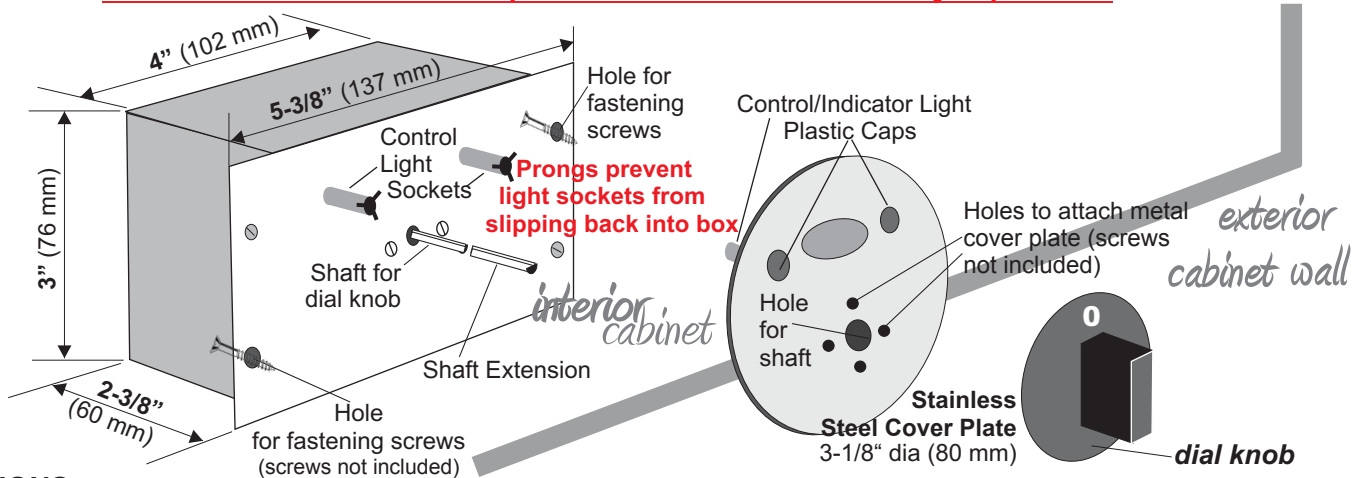 4” (102 mm)
5-3/8” (137 mm)
3” (76 mm)
2-3/8”
(60 mm)
Control
Light
Sockets
Hole for
fastening
screws
Prongs prevent
light sockets from
slipping back into box
Shaft for
dial knob
Shaft Extension
Hole
for fastening screws
(screws not included)
interior
cabinet
Control/Indicator Light
Plastic Caps
Holes to attach metal
cover plate (screws
not included)
Hole
for
shaft
Stainless
Steel Cover Plate
3-1/8“ dia (80 mm)
exterior
cabinet wall
0
dial knob